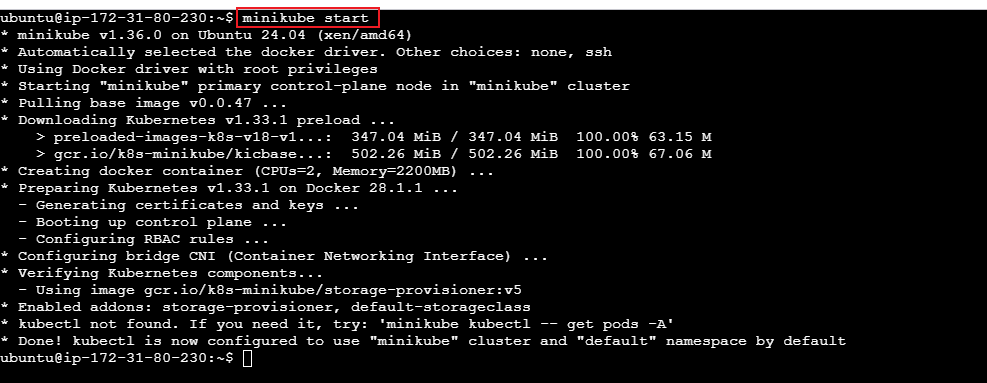 ubuntu@ip-172-31-80-230:~$ minikube start
* minikube v1.36.0 on Ubuntu 24.04 (xen/amd64)
* Automatically selected the docker driver. Other choices: none, ssh
* Using Docker driver with root privileges
* Starting "minikube" primary control-plane node in "minikube" cluster
* Pulling base image v0.0.47 ...
* Downloading Kubernetes v1.33.1 preload ...
    > preloaded-images-k8s-v18-v1...:  347.04 MiB / 347.04 MiB  100.00% 63.15 M
    > gcr.io/k8s-minikube/kicbase...:  502.26 MiB / 502.26 MiB  100.00% 67.06 M
* Creating docker container (CPUs=2, Memory=2200MB) ...
* Preparing Kubernetes v1.33.1 on Docker 28.1.1 ...
  - Generating certificates and keys ...
  - Booting up control plane ...
  - Configuring RBAC rules ...
* Configuring bridge CNI (Container Networking Interface) ...
* Verifying Kubernetes components...
  - Using image gcr.io/k8s-minikube/storage-provisioner:v5
* Enabled addons: storage-provisioner, default-storageclass
* kubectl not found. If you need it, try: 'minikube kubectl -- get pods -A'
* Done! kubectl is now configured to use "minikube" cluster and "default" namespace by default
ubuntu@ip-172-31-80-230:~$